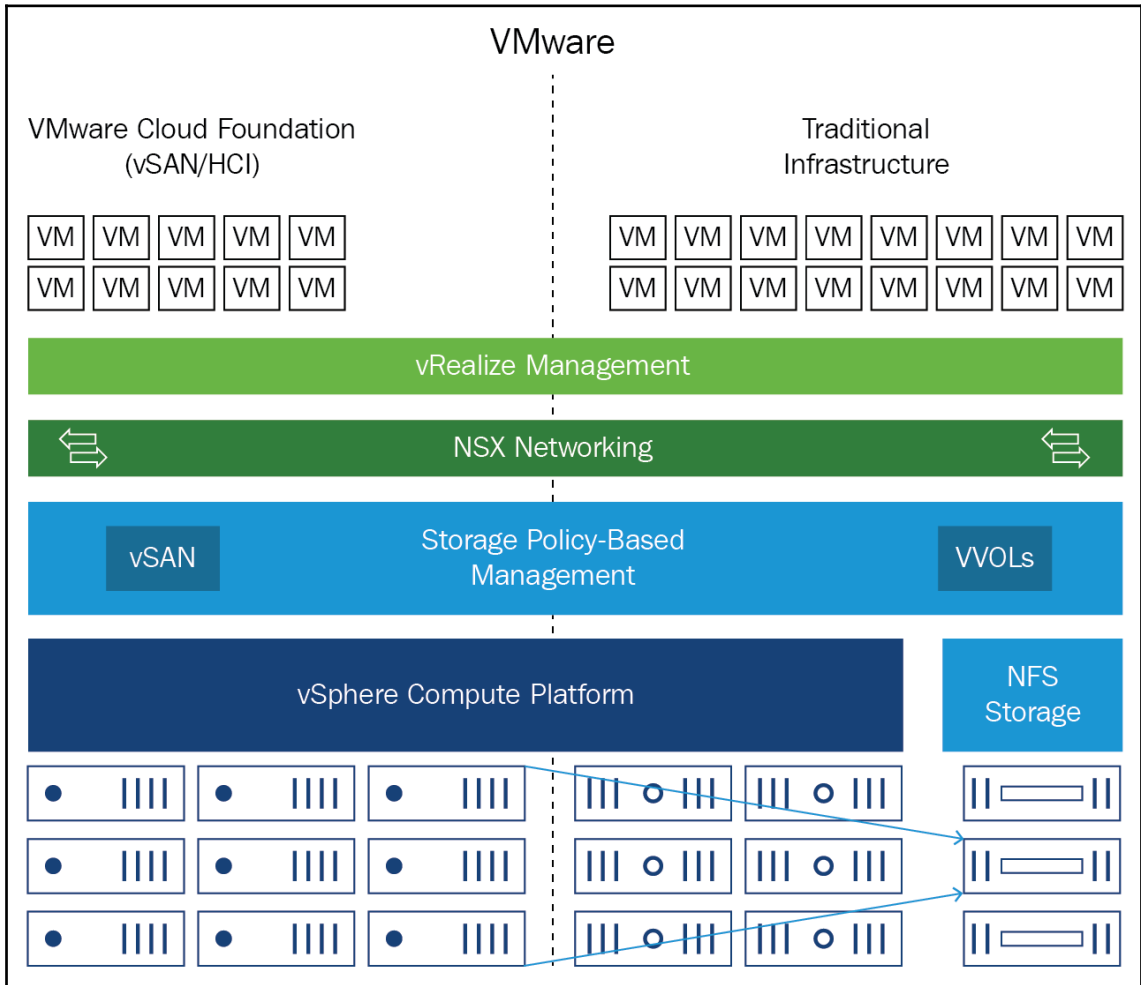 VMware
VMware Cloud Foundation
(vSAN/HCI)
Traditional
Infrastructure
VM VM VM VM VM
VM VM VM VM VM
VM VM VM VM VM VM VM VM
VM VM VM VM VM VM VM VM
vRealize Management
NSX Networking
vSAN
Storage Policy-Based
Management
VVOLs
vSphere Compute Platform
NFS
Storage